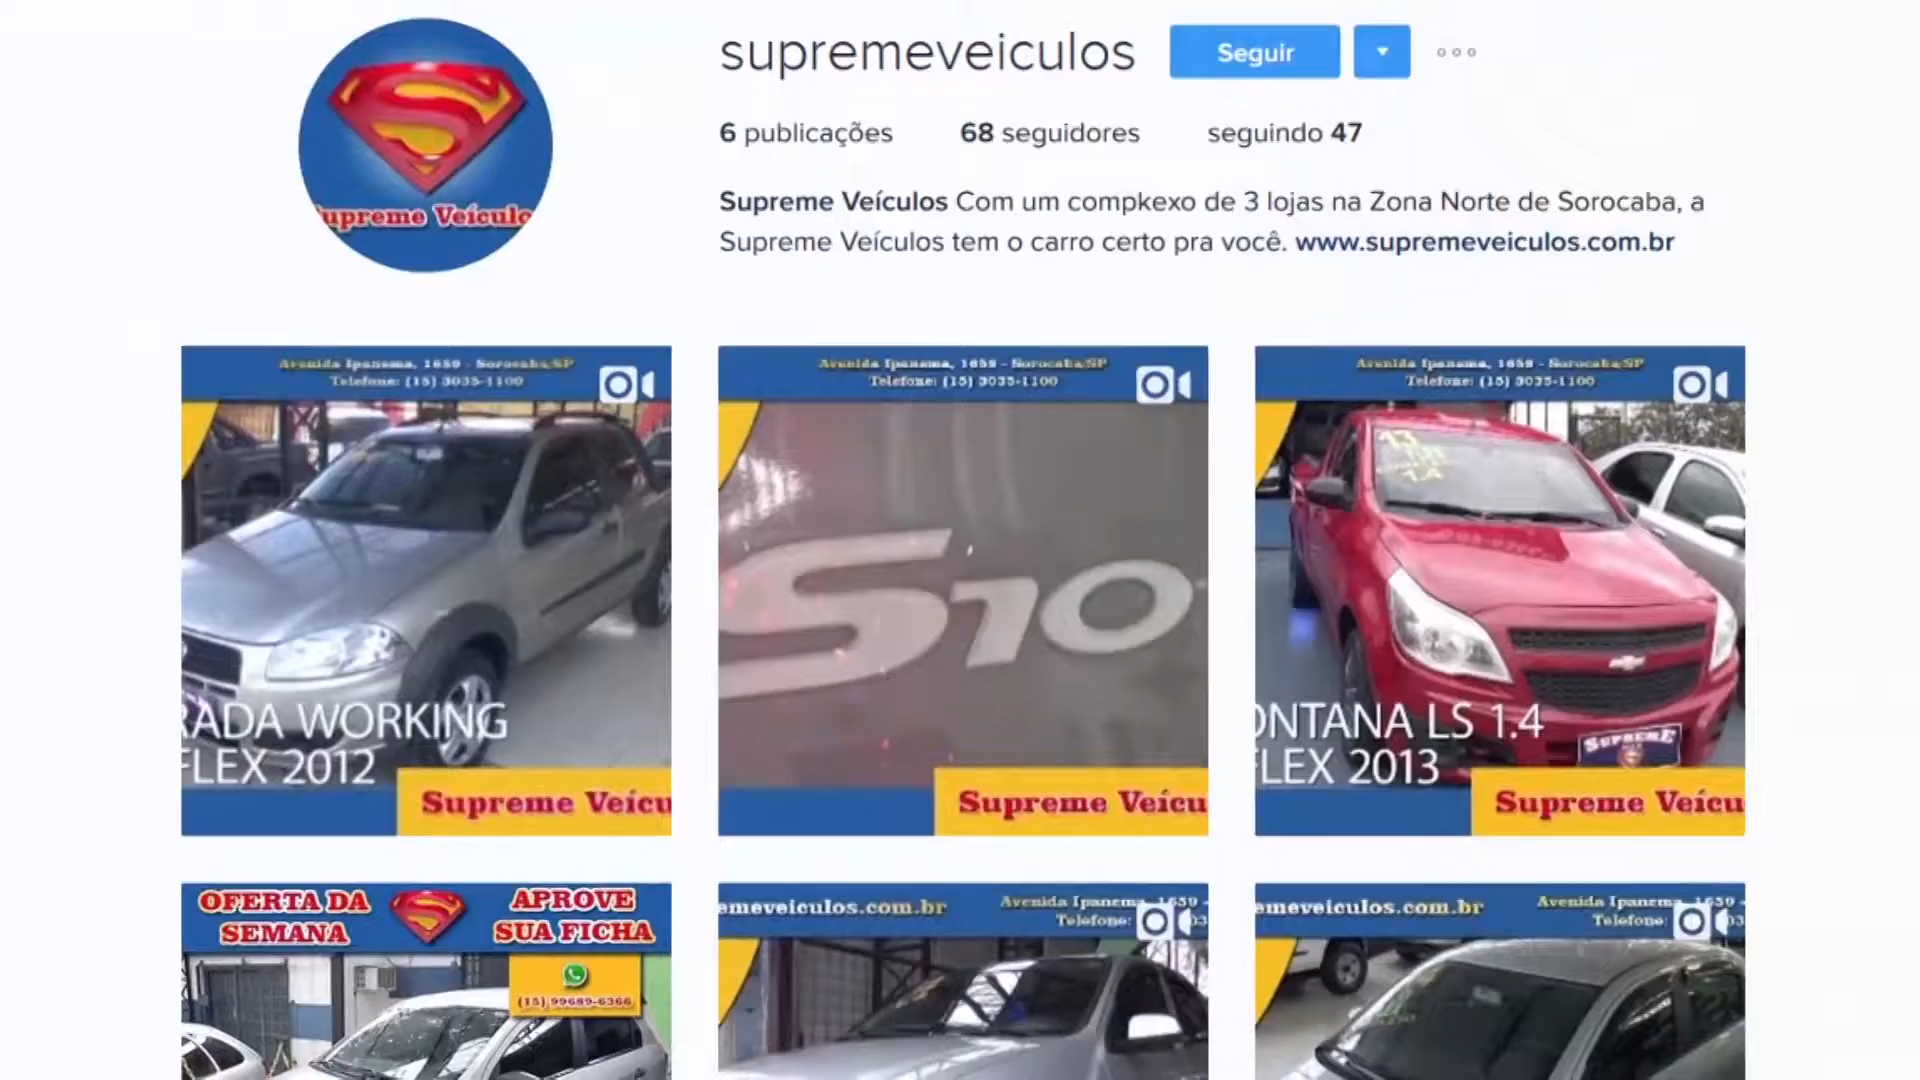 supremeveiculos
Seguir
6 publicações
68 seguidores
seguindo 47
Supreme Veículos Com um compkexo de 3 lojas na Zona Norte de Sorocaba, a
Supreme Veículos tem o carro certo pra você. www.supremeveiculos.com.br
upreme Veículo
Avenida Ipanema, 1659 - Sorocaba/SP
Telefone: (15) 3035-1100
RADA WORKING
FLEX 2012
Supreme Veícu
Avenida Ipanema, 1659 - Sorocaba/SP
Telefone: (15) 3035-1100
S10
Supreme Veícu
Avenida Ipanema, 1659 - Sorocaba/SP
Telefone: (15) 3035-1100
ONTANA LS 1.4
FLEX 2013
SUPREME
Supreme Veícu
OFERTA DA
SEMANA
APROVE
SUA FICHA
(15) 99689-6366
emeveiculos.com.br
Avenida Ipanema, 1659 -
Telefone:
emeveiculos.com.br
Avenida Ipanema, 1659 -
Telefone: